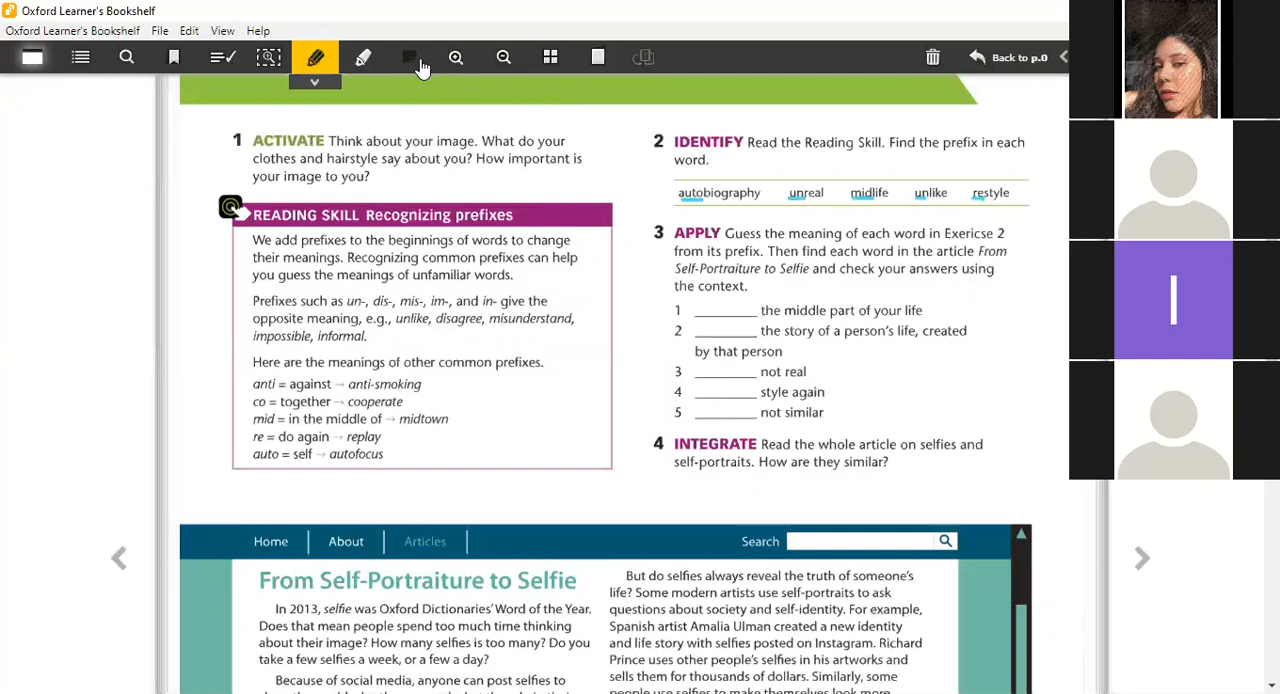 Oxford Learner's Bookshelf
Oxford Learner's Bookshelf File Edit View Help
Back to p.0
1 ACTIVATE Think about your image. What do your
clothes and hairstyle say about you? How important is
your image to you?
READING SKILL Recognizing prefixes
We add prefixes to the beginnings of words to change
their meanings. Recognizing common prefixes can help
you guess the meanings of unfamiliar words.
Prefixes such as un-, dis-, mis-, im-, and in- give the
opposite meaning, e.g., unlike, disagree, misunderstand,
impossible, informal.
Here are the meanings of other common prefixes.
anti = against → anti-smoking
co = together → cooperate
mid = in the middle of → midtown
re = do again → replay
auto = self → autofocus
2 IDENTIFY Read the Reading Skill. Find the prefix in each
word.
autobiography unreal midlife unlike restyle
3 APPLY Guess the meaning of each word in Exericse 2
from its prefix. Then find each word in the article From
Self-Portraiture to Selfie and check your answers using
the context.
1 ________ the middle part of your life
2 ________ the story of a person's life, created
by that person
3 ________ not real
4 ________ style again
5 ________ not similar
4 INTEGRATE Read the whole article on selfies and
self-portraits. How are they similar?
I
Home About Articles Search
From Self-Portraiture to Selfie
In 2013, selfie was Oxford Dictionaries' Word of the Year.
Does that mean people spend too much time thinking
about their image? How many selfies is too many? Do you
take a few selfies a week, or a few a day?
Because of social media, anyone can post selfies to
But do selfies always reveal the truth of someone's
life? Some modern artists use self-portraits to ask
questions about society and self-identity. For example,
Spanish artist Amalia Ulman created a new identity
and life story with selfies posted on Instagram. Richard
Prince uses other people's selfies in his artworks and
sells them for thousands of dollars. Similarly, some
people use selfies to make themselves look more